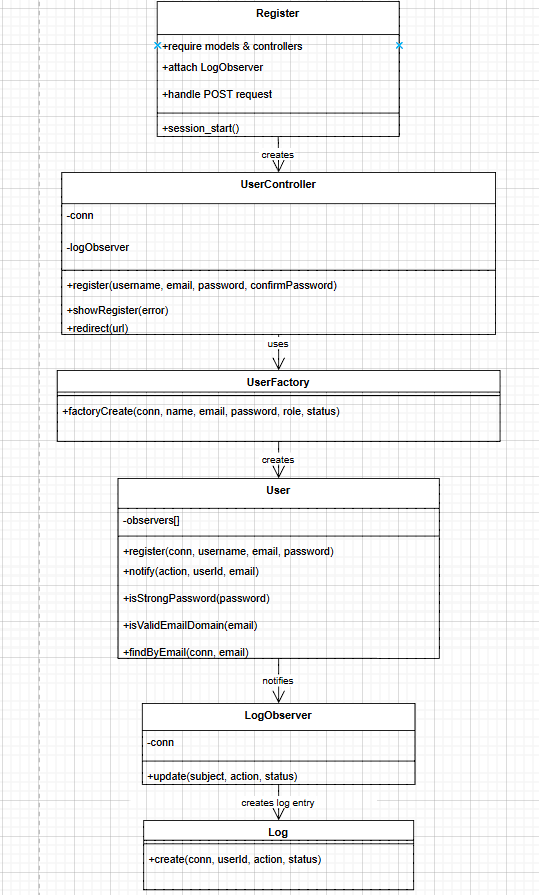 Register
+require models & controllers
+attach LogObserver
+handle POST request
+session_start()
creates
UserController
-conn
-logObserver
+register(username, email, password, confirmPassword)
+showRegister(error)
+redirect(url)
uses
UserFactory
+factoryCreate(conn, name, email, password, role, status)
creates
User
-observers[]
+register(conn, username, email, password)
+notify(action, userId, email)
+isStrongPassword(password)
+isValidEmailDomain(email)
+findByEmail(conn, email)
notifies
LogObserver
-conn
+update(subject, action, status)
creates log entry
Log
+create(conn, userId, action, status)